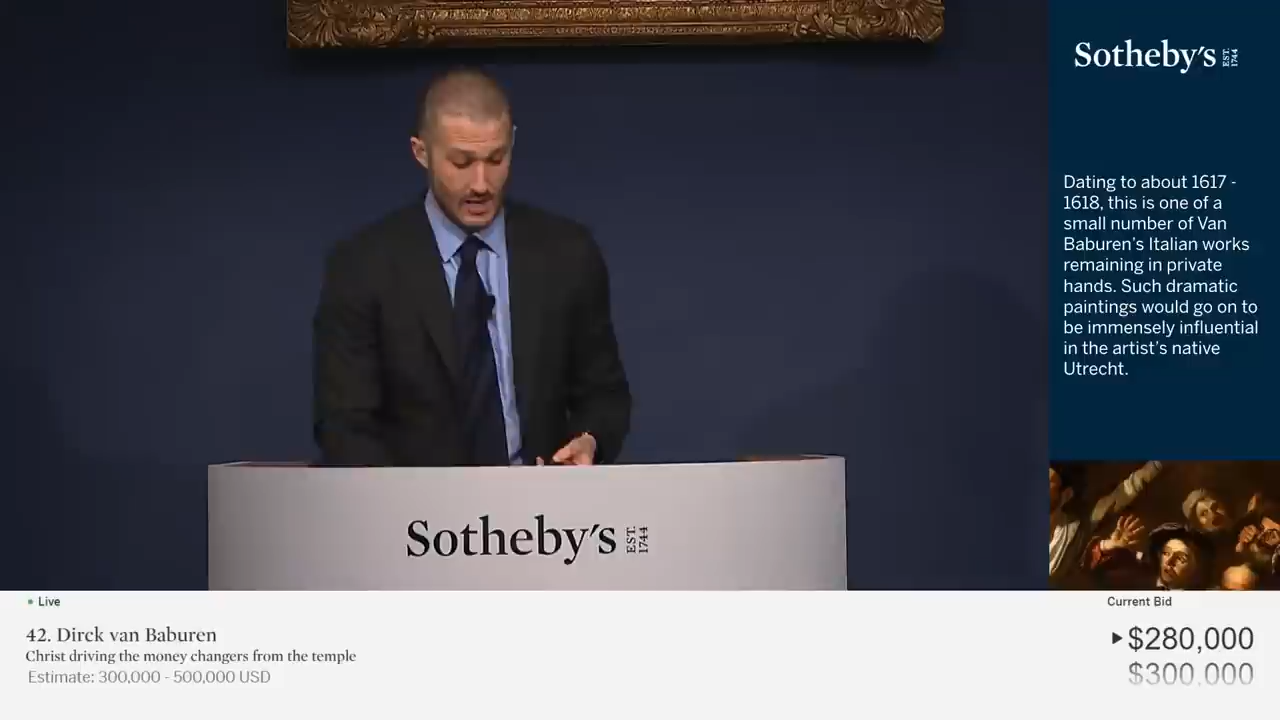 Sotheby's EST. 1744
Dating to about 1617 -
1618, this is one of a
small number of Van
Baburen's Italian works
remaining in private
hands. Such dramatic
paintings would go on to
be immensely influential
in the artist's native
Utrecht.
Sotheby's EST. 1744
• Live
42. Dirck van Baburen
Christ driving the money changers from the temple
Estimate: 300,000 - 500,000 USD
Current Bid
▸$280,000
$300,000